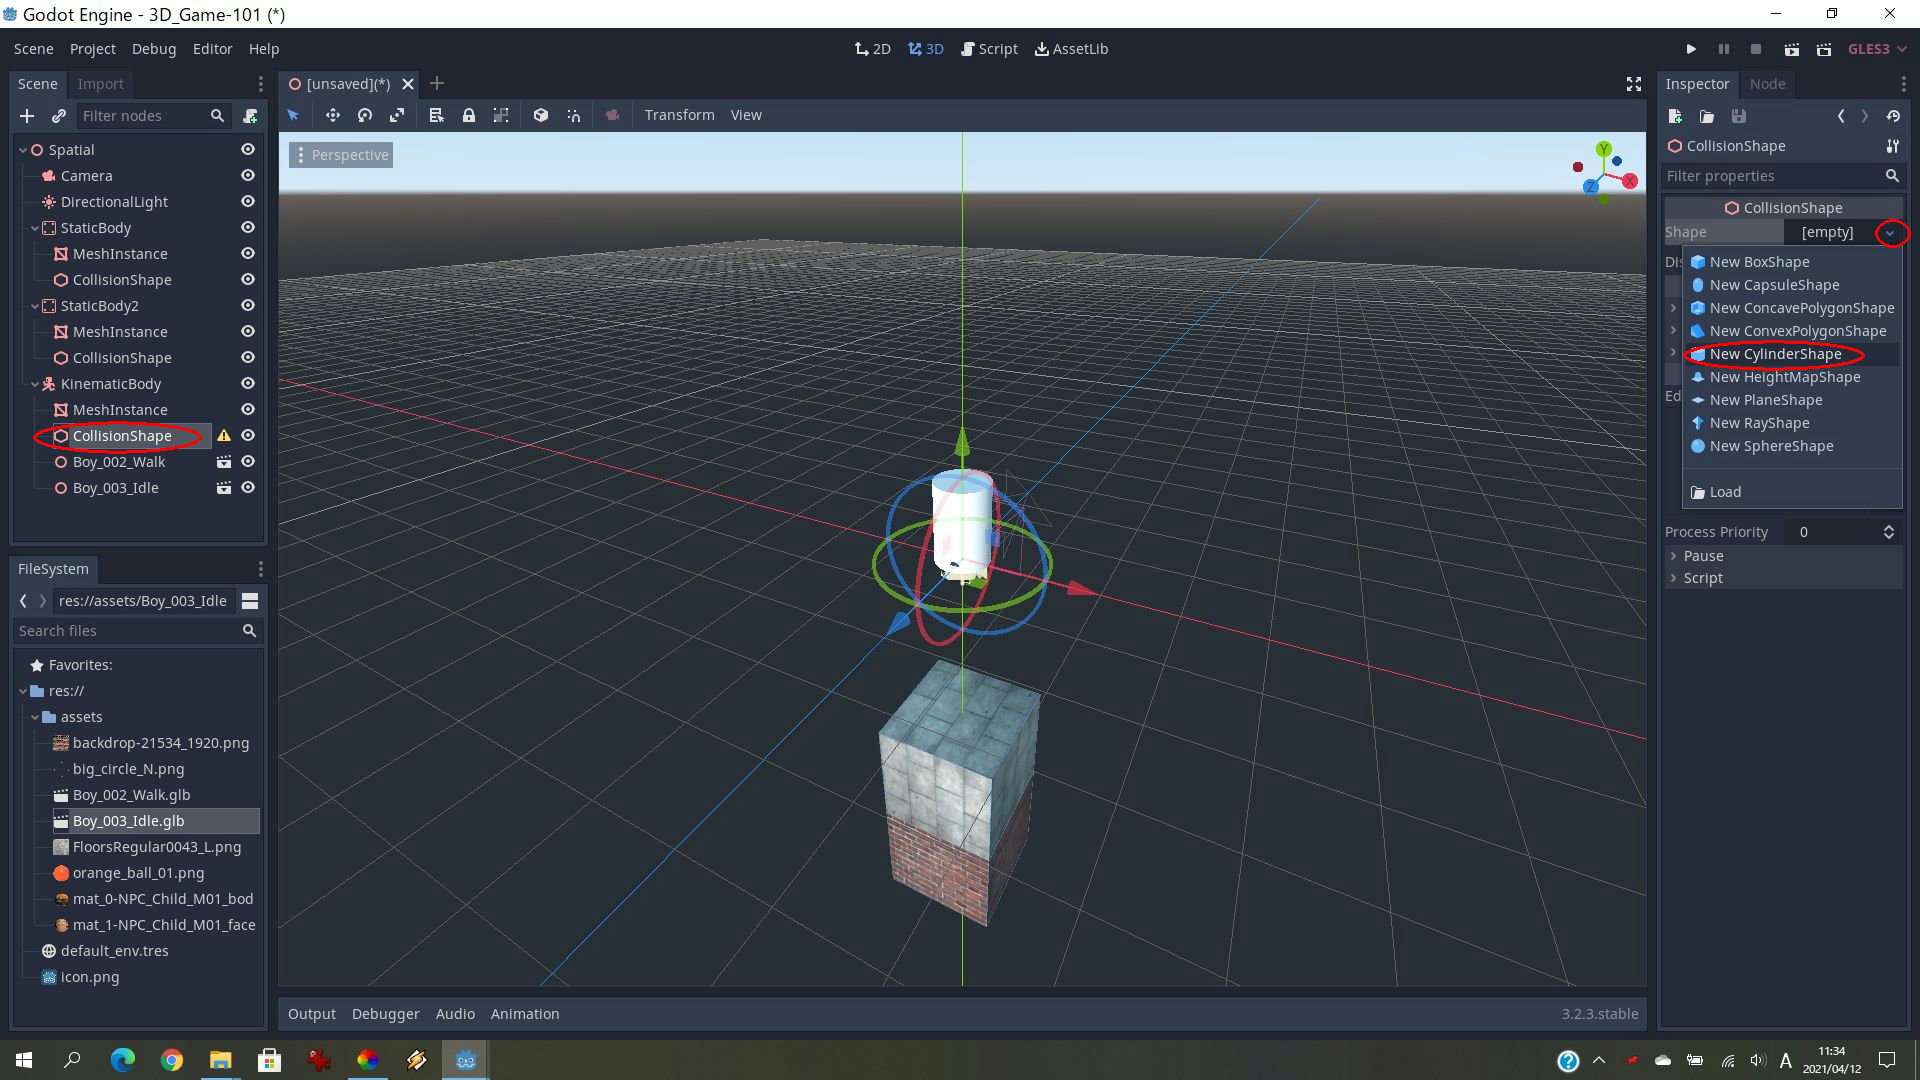 Godot Engine - 3D_Game-101 (*)
Scene Project Debug Editor Help
2D 3D Script AssetLib
GLES3
Scene Import
Filter nodes
Spatial
Camera
DirectionalLight
StaticBody
MeshInstance
CollisionShape
StaticBody2
MeshInstance
CollisionShape
KinematicBody
MeshInstance
CollisionShape
Boy_002_Walk
Boy_003_Idle
FileSystem
res://assets/Boy_003_Idle
Search files
Favorites:
res://
assets
backdrop-21534_1920.png
big_circle_N.png
Boy_002_Walk.glb
Boy_003_Idle.glb
FloorsRegular0043_L.png
orange_ball_01.png
mat_0-NPC_Child_M01_bod
mat_1-NPC_Child_M01_face
default_env.tres
icon.png
[unsaved](*)
Transform View
Perspective
Y
X
Z
Output Debugger Audio Animation
3.2.3.stable
Inspector Node
CollisionShape
Filter properties
CollisionShape
Shape [empty]
Dis
New BoxShape
New CapsuleShape
New ConcavePolygonShape
New ConvexPolygonShape
New CylinderShape
New HeightMapShape
Ed
New PlaneShape
New RayShape
New SphereShape
Load
Process Priority 0
Pause
Script
A
11:34
2021/04/12